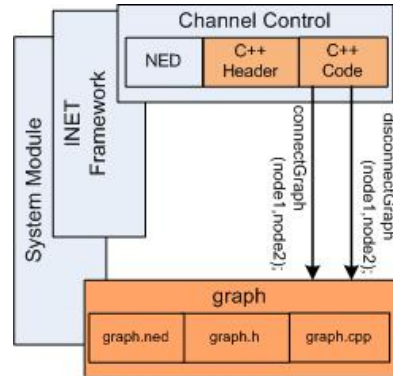 Channel Control
NED
C++
Header
C++
Code
INET
Framework
System Module
connectGraph
(node1,node2);
disconnectGraph
(node1,node2);
graph
graph.ned
graph.h
graph.cpp